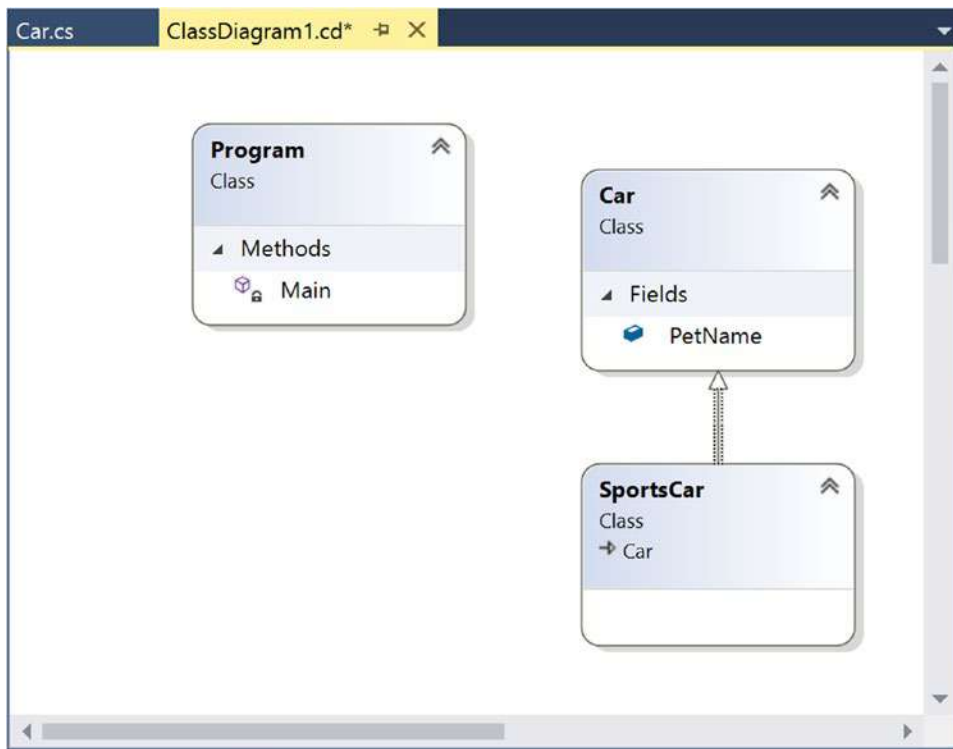 Car.cs
ClassDiagram1.cd*
Program
Class
Methods
Main
Car
Class
Fields
PetName
SportsCar
Class
Car